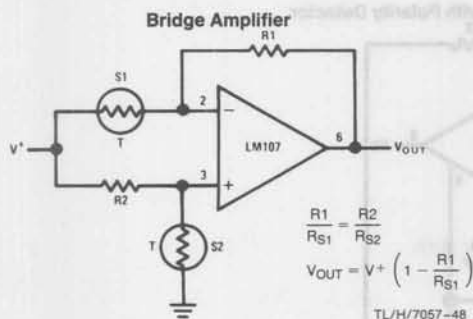 Bridge Amplifier
R1
S1
T
2
−
V+
LM107
6
VOUT
3
+
R2
T
S2
R1/RS1 = R2/RS2
VOUT = V+ (1 − R1/RS1)
TL/H/7057–48